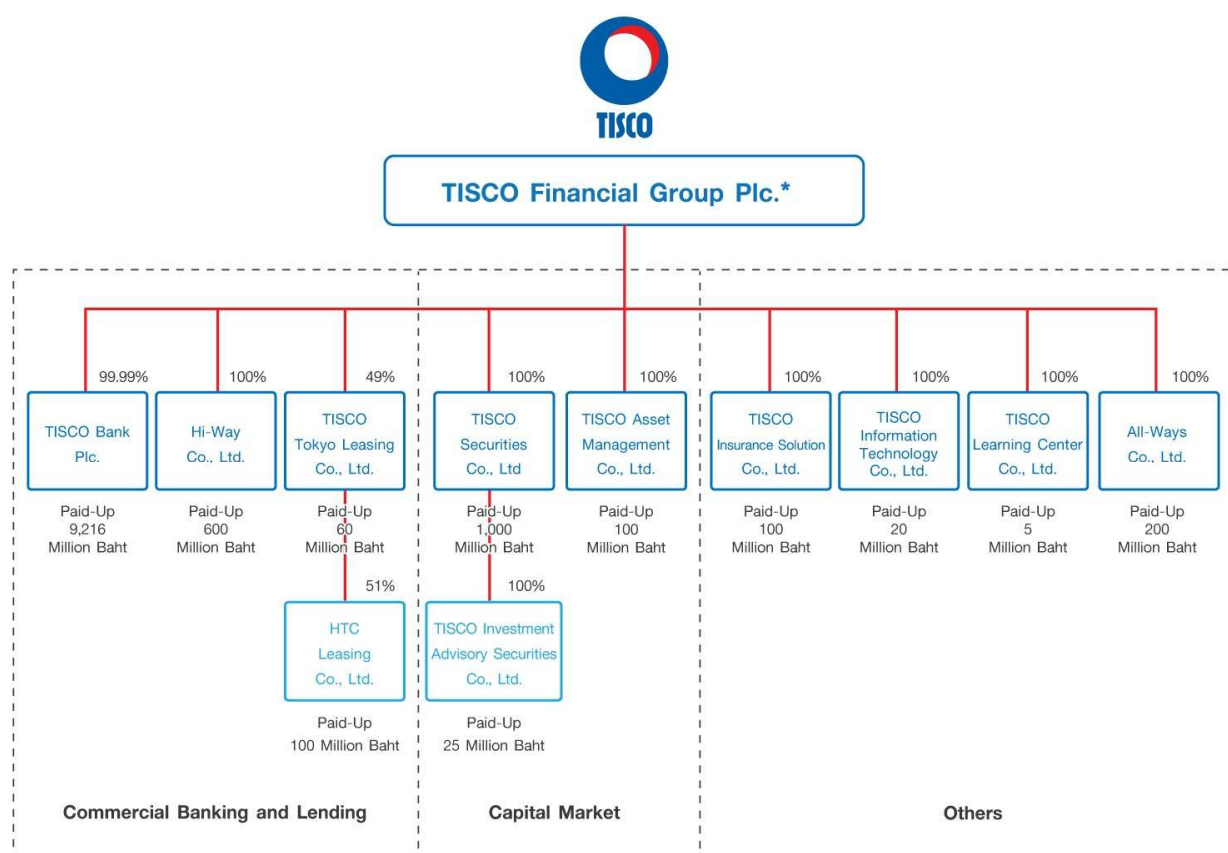 TISCO
TISCO Financial Group Plc.*
99.99%
TISCO Bank
Plc.
Paid-Up
9,216
Million Baht
100%
Hi-Way
Co., Ltd.
Paid-Up
600
Million Baht
49%
TISCO
Tokyo Leasing
Co., Ltd.
Paid-Up
60
Million Baht
51%
HTC
Leasing
Co., Ltd.
Paid-Up
100 Million Baht
Commercial Banking and Lending
100%
TISCO
Securities
Co., Ltd
Paid-Up
1,000
Million Baht
100%
TISCO Investment
Advisory Securities
Co., Ltd.
Paid-Up
25 Million Baht
100%
TISCO Asset
Management
Co., Ltd.
Paid-Up
100
Million Baht
Capital Market
100%
TISCO
Insurance Solution
Co., Ltd.
Paid-Up
100
Million Baht
100%
TISCO
Information
Technology
Co., Ltd.
Paid-Up
20
Million Baht
100%
TISCO
Learning Center
Co., Ltd.
Paid-Up
5
Million Baht
100%
All-Ways
Co., Ltd.
Paid-Up
200
Million Baht
Others